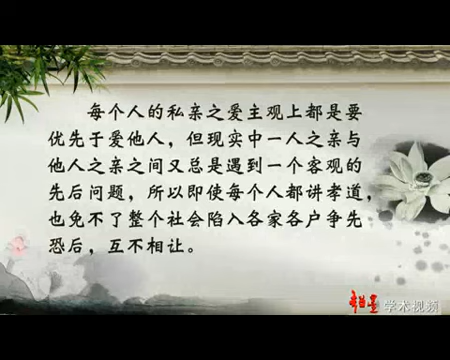 每个人的私亲之爱主观上都是要
优先于爱他人，但现实中一人之亲与
他人之亲之间又总是遇到一个客观的
先后问题，所以即使每个人都讲孝道，
也免不了整个社会陷入各家各户争先
恐后，互不相让。
超星 学术视频